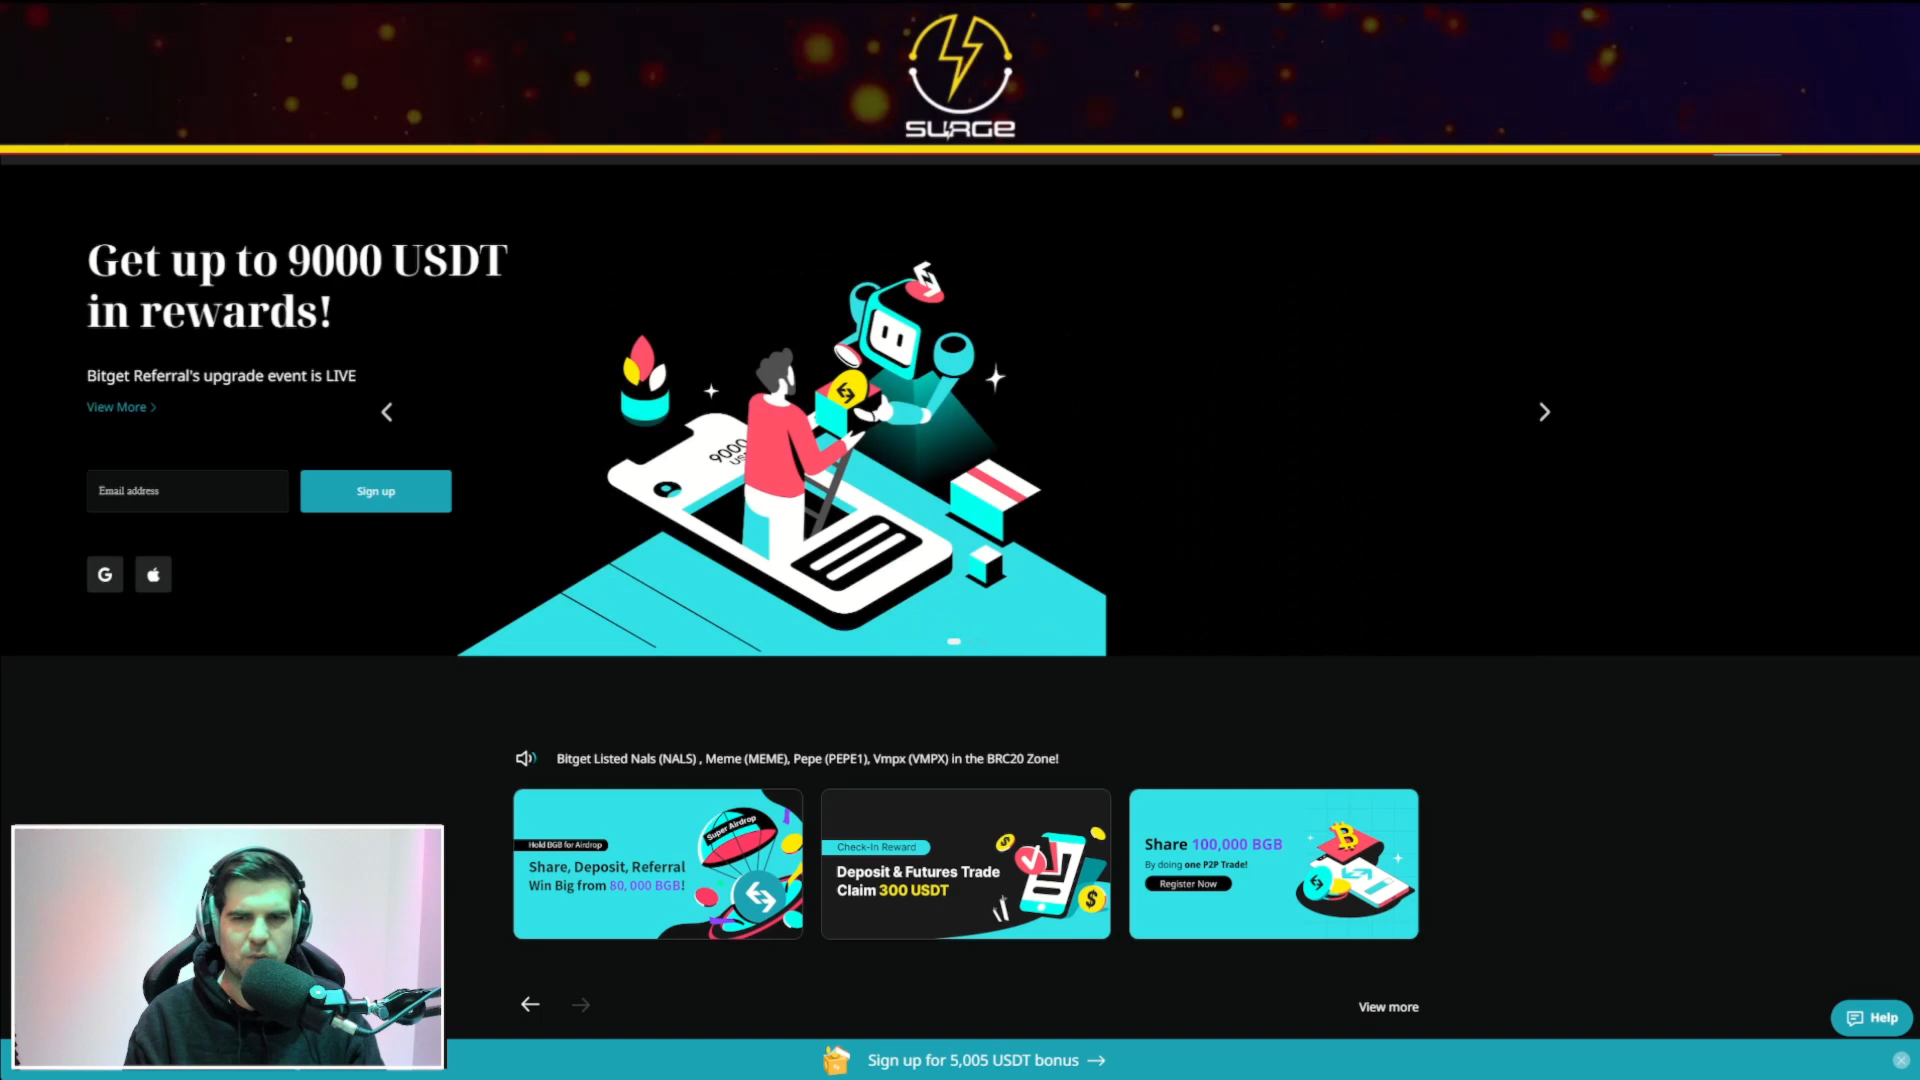 SURGE
Get up to 9000 USDT
in rewards!
Bitget Referral's upgrade event is LIVE
View More
Email address
Sign up
9000
Bitget Listed Nals (NALS) , Meme (MEME), Pepe (PEPE1), Vmpx (VMPX) in the BRC20 Zone!
Hold BGB for Airdrop
Share, Deposit, Referral
Win Big from 80,000 BGB!
Super Airdrop
Check-In Reward
Deposit & Futures Trade
Claim 300 USDT
Share 100,000 BGB
By doing one P2P Trade!
Register Now
View more
Help
Sign up for 5,005 USDT bonus